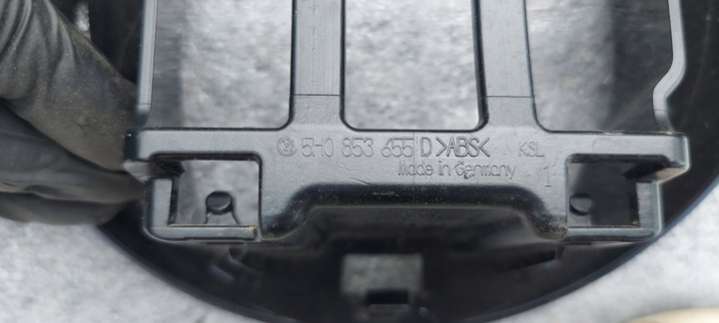 5H0 853 655 D >ABS< KSL
Made in Germany 1